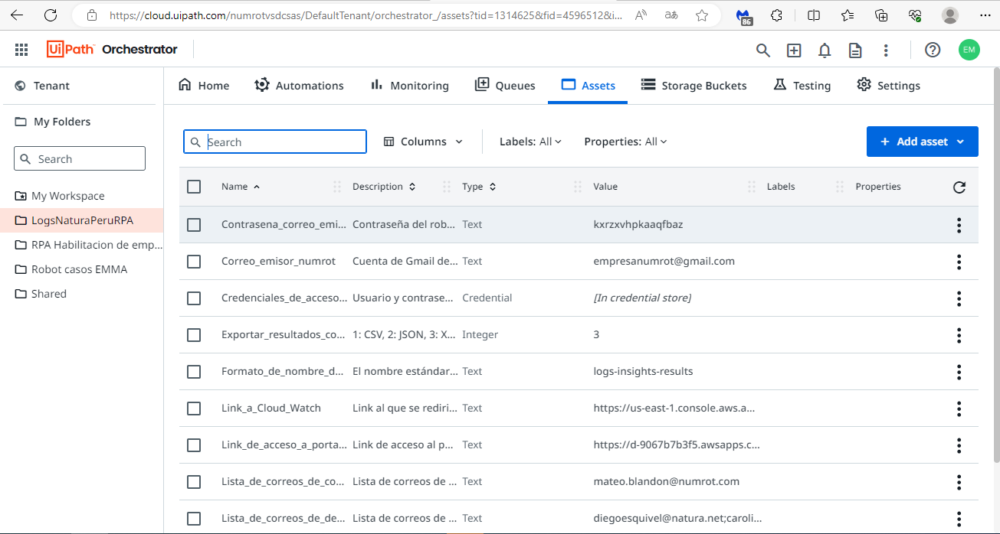 https://cloud.uipath.com/numrotvsdcsas/DefaultTenant/orchestrator_/assets?tid=1314625&fid=4596512&i...
86
UiPath Orchestrator
EM
Tenant
Home Automations Monitoring Queues Assets Storage Buckets Testing Settings
My Folders
Search
My Workspace
LogsNaturaPeruRPA
RPA Habilitacion de emp...
Robot casos EMMA
Shared
Search Columns Labels: All Properties: All + Add asset
Name Description Type Value Labels Properties
Contrasena_correo_emi... Contraseña del rob... Text kxrzxvhpkaaqfbaz
Correo_emisor_numrot Cuenta de Gmail de... Text empresanumrot@gmail.com
Credenciales_de_acceso... Usuario y contrase... Credential [In credential store]
Exportar_resultados_co... 1: CSV, 2: JSON, 3: X... Integer 3
Formato_de_nombre_d... El nombre estándar... Text logs-insights-results
Link_a_Cloud_Watch Link al que se rediri... Text https://us-east-1.console.aws.a...
Link_de_acceso_a_porta... Link de acceso al p... Text https://d-9067b7b3f5.awsapps.c...
Lista_de_correos_de_co... Lista de correos de ... Text mateo.blandon@numrot.com
Lista_de_correos_de_de... Lista de correos de ... Text diegoesquivel@natura.net;caroli...